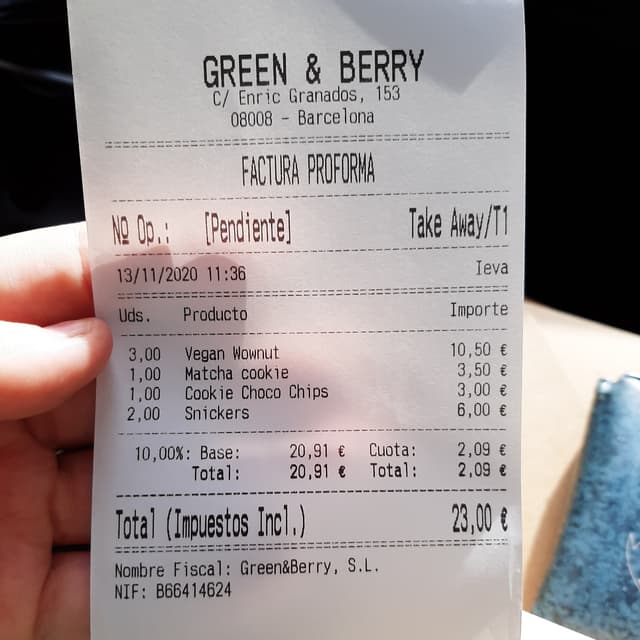 GREEN & BERRY
C/ Enric Granados, 153
08008 - Barcelona
FACTURA PROFORMA
Nº Op.: [Pendiente] Take Away/T1
13/11/2020 11:36 Ieva
Uds. Producto Importe
3,00 Vegan Wownut 10,50 €
1,00 Matcha cookie 3,50 €
1,00 Cookie Choco Chips 3,00 €
2,00 Snickers 6,00 €
10,00%: Base: 20,91 € Cuota: 2,09 €
Total: 20,91 € Total: 2,09 €
Total (Impuestos Incl.) 23,00 €
Nombre Fiscal: Green&Berry, S.L.
NIF: B66414624